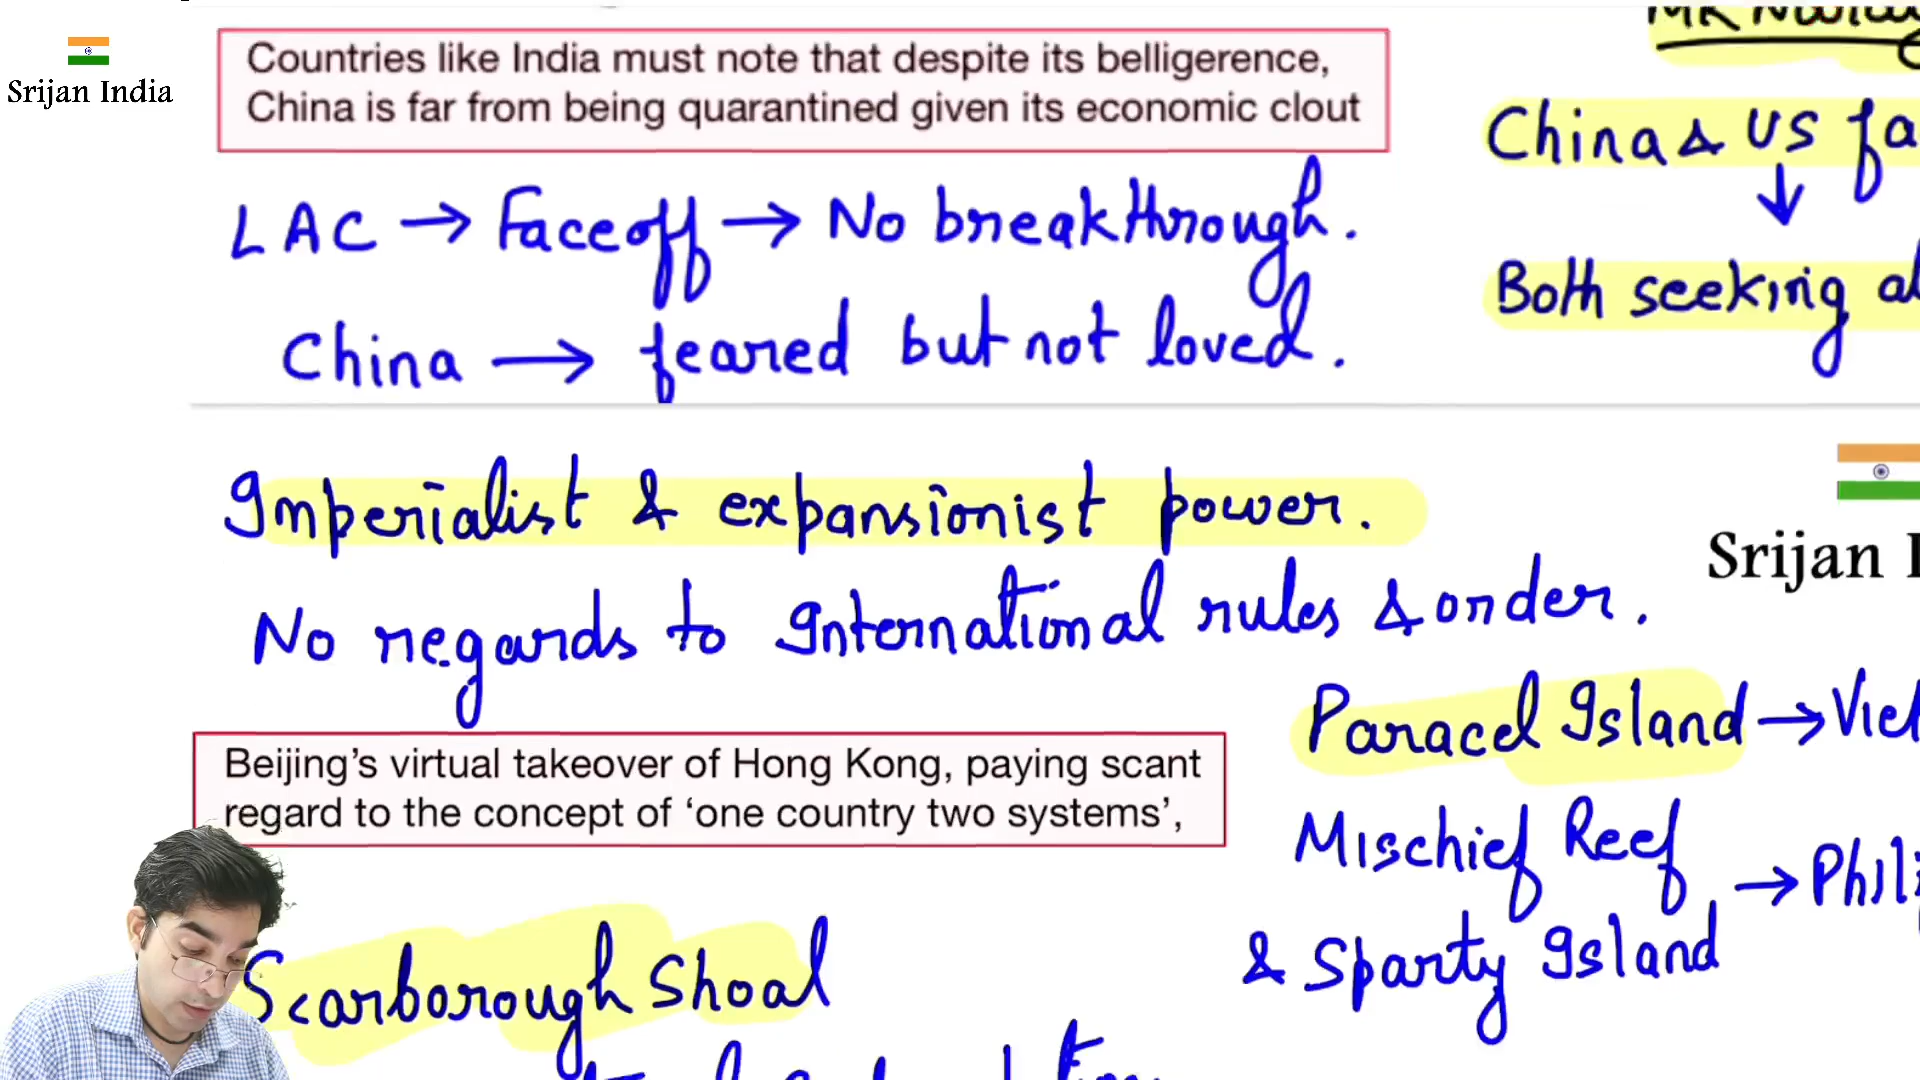 Srijan India
Countries like India must note that despite its belligerence,
China is far from being quarantined given its economic clout
LAC → Faceoff → No breakthrough.
China → feared but not loved.
China & US
↓
Both seeking
Imperialist & expansionist power.
No regards to International rules & order.
Srijan
Paracel Island →
Beijing's virtual takeover of Hong Kong, paying scant
regard to the concept of 'one country two systems',
Mischief Reef
& Sparty Island →
Scarborough Shoal